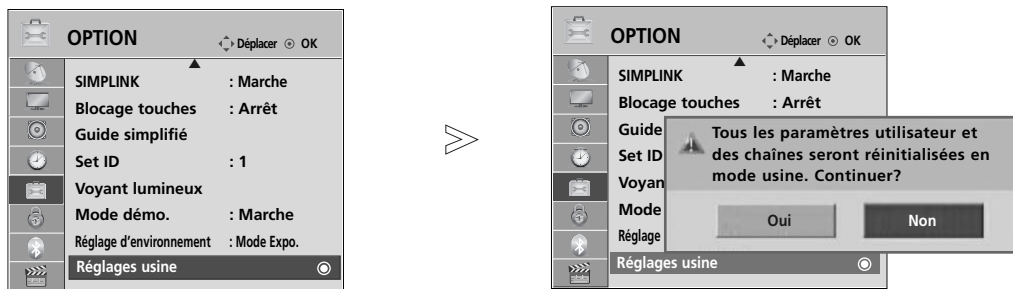 OPTION
Déplacer OK
SIMPLINK : Marche
Blocage touches : Arrêt
Guide simplifié
Set ID : 1
Voyant lumineux
Mode démo. : Marche
Réglage d'environnement : Mode Expo.
Réglages usine
OPTION
Déplacer OK
SIMPLINK : Marche
Blocage touches : Arrêt
Guide
Set ID
Voyan
Mode
Réglage
Réglages usine
Tous les paramètres utilisateur et
des chaînes seront réinitialisées en
mode usine. Continuer?
Oui Non